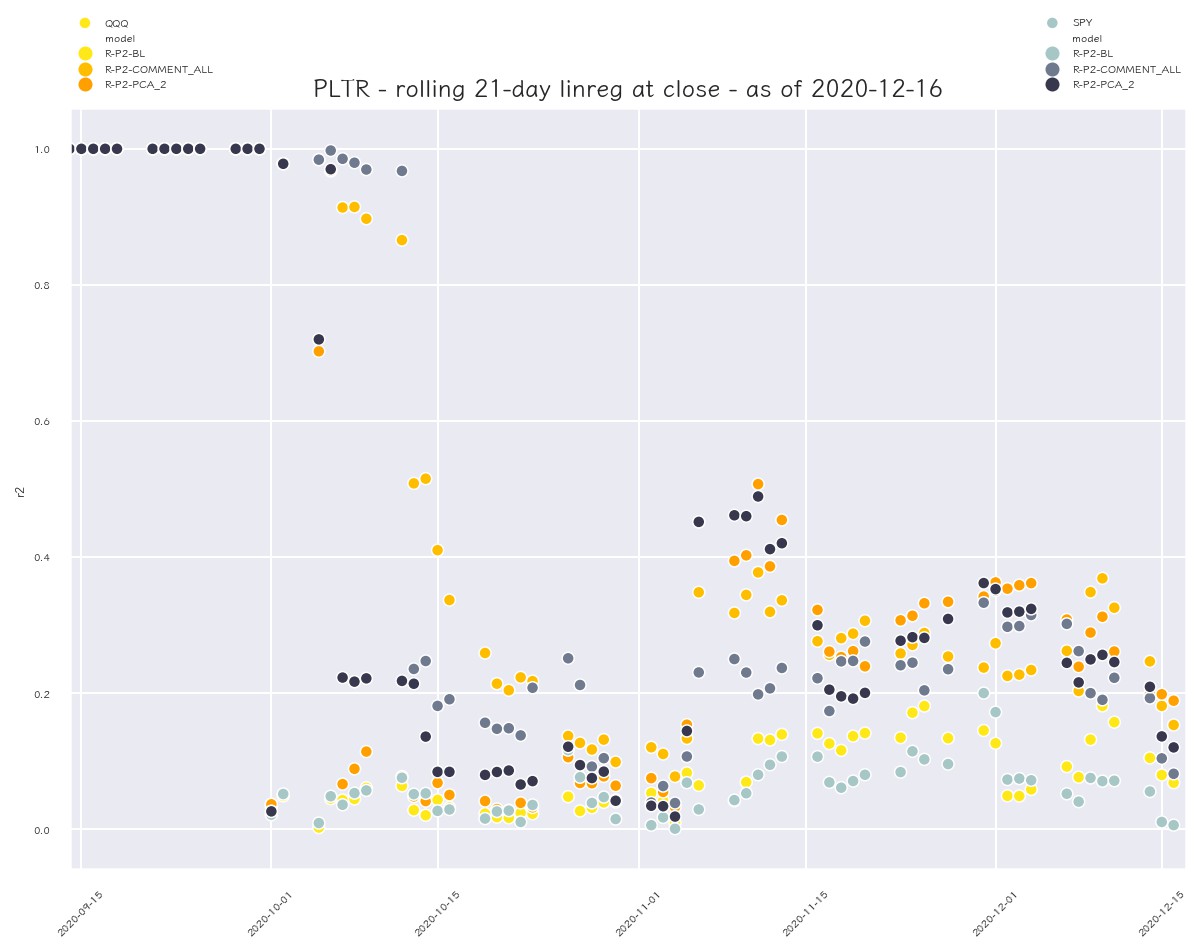 QQQ
model
R-P2-BL
R-P2-COMMENT_ALL
R-P2-PCA_2
SPY
model
R-P2-BL
R-P2-COMMENT_ALL
R-P2-PCA_2
PLTR - rolling 21-day linreg at close - as of 2020-12-16
1.0
0.8
0.6
0.4
0.2
0.0
r2
2020-09-15
2020-10-01
2020-10-15
2020-11-01
2020-11-15
2020-12-01
2020-12-15